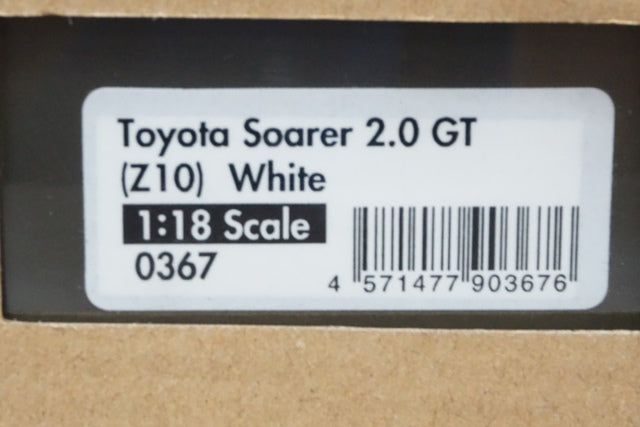 Toyota Soarer 2.0 GT
(Z10) White
1:18 Scale
0367
4 571477 903676